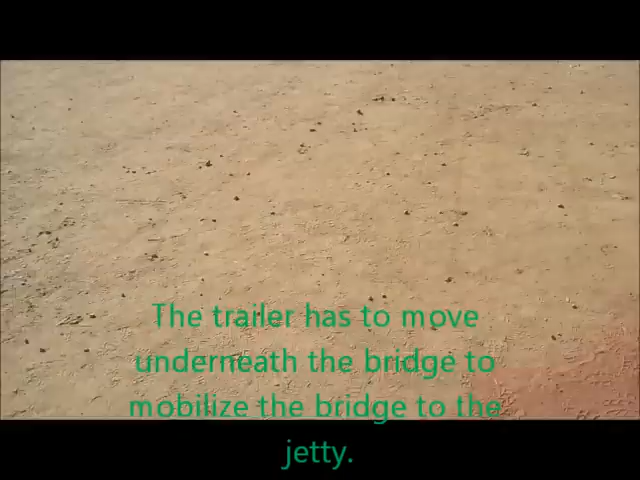 The trailer has to move
underneath the bridge to
mobilize the bridge to the
jetty.